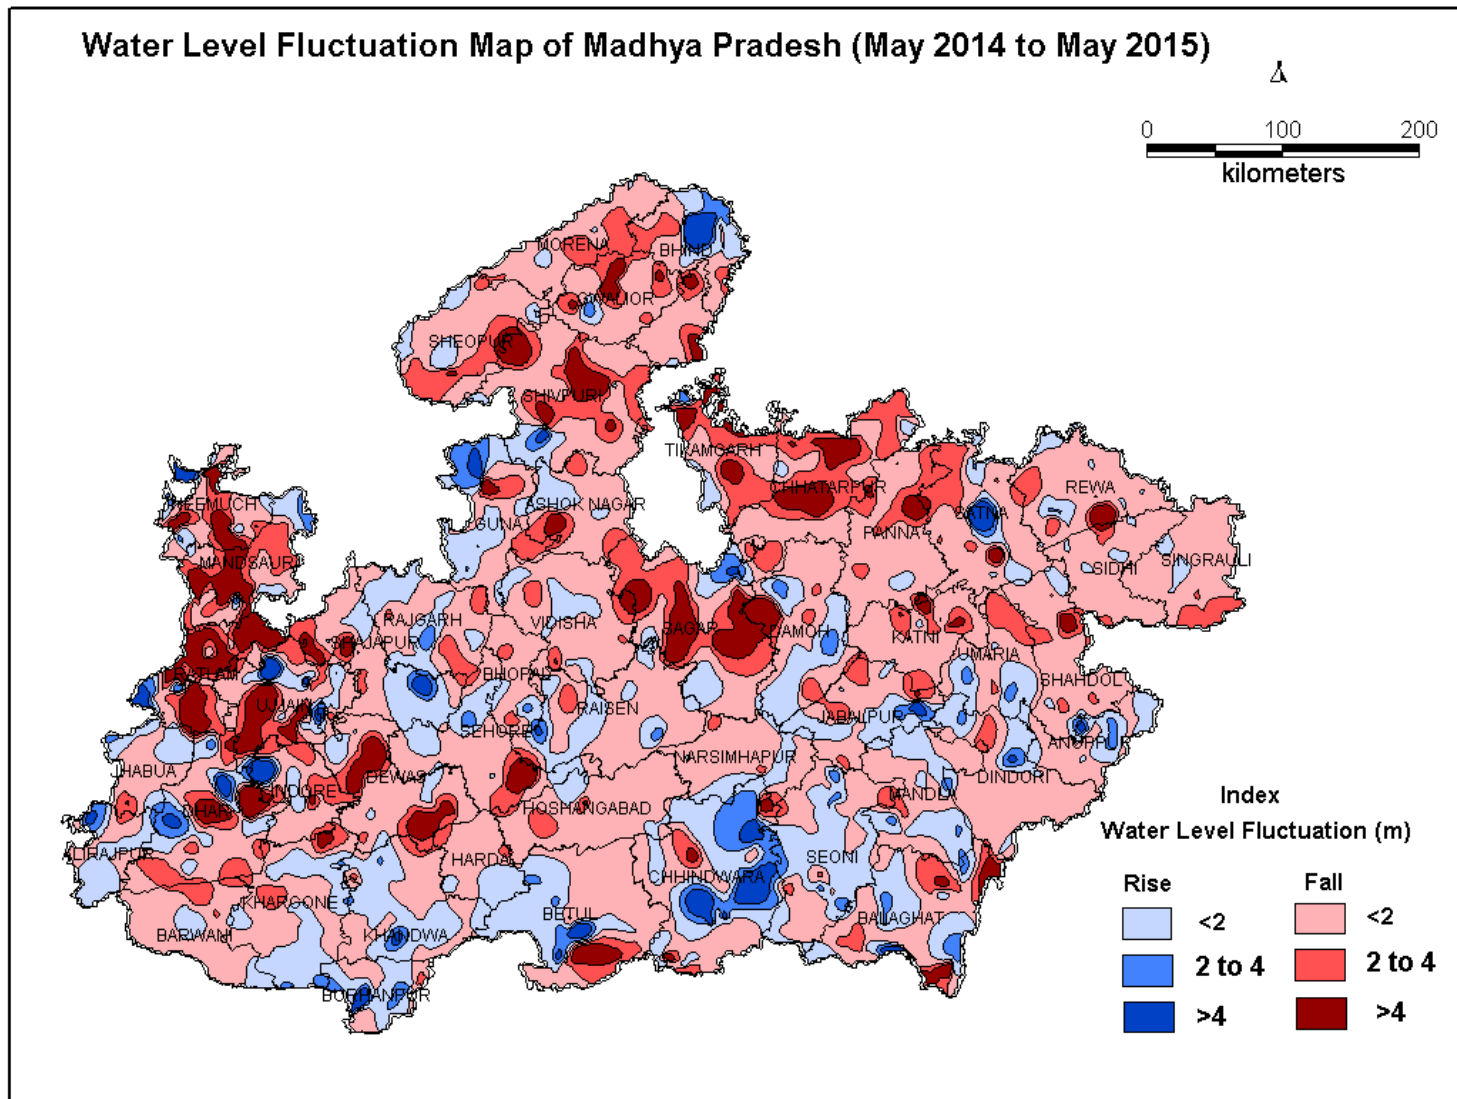 Water Level Fluctuation Map of Madhya Pradesh (May 2014 to May 2015)
0 100 200
kilometers
MORENA
BHIND
GWALIOR
SHEOPUR
SHIVPURI
TIKAMGARH
CHHATARPUR
REWA
NEEMUCH
ASHOK NAGAR
GUNA
SATNA
PANNA
MANDSAUR
SIDHI
SINGRAULI
RAJGARH
VIDISHA
SAGAR
DAMOH
KATNI
SHAJAPUR
UMARIA
RATLAM
BHOPAL
SHAHDOL
UJJAIN
RAISEN
JABALPUR
SEHORE
ANUPPUR
NARSIMHAPUR
JHABUA
DEWAS
DINDORI
INDORE
MANDLA
DHAR
HOSHANGABAD
ALIRAJPUR
HARDA
SEONI
CHHINDWARA
KHARGONE
BETUL
BALAGHAT
BARWANI
KHANDWA
BURHANPUR
Index
Water Level Fluctuation (m)
Rise Fall
<2 <2
2 to 4 2 to 4
>4 >4